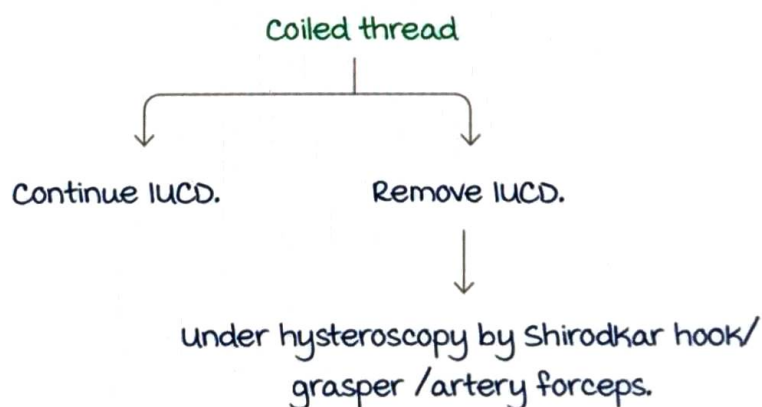 Coiled thread
Continue IUCD.
Remove IUCD.
under hysteroscopy by Shirodkar hook/
grasper /artery forceps.